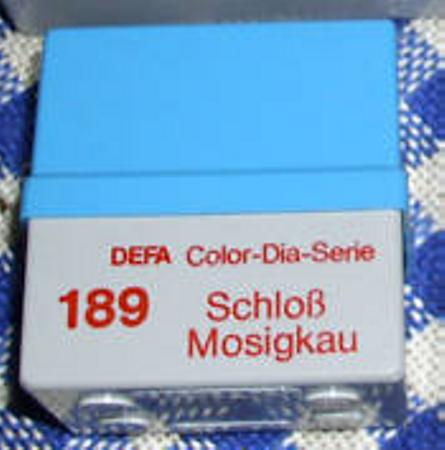 DEFA Color-Dia-Serie
189 Schloß
Mosigkau